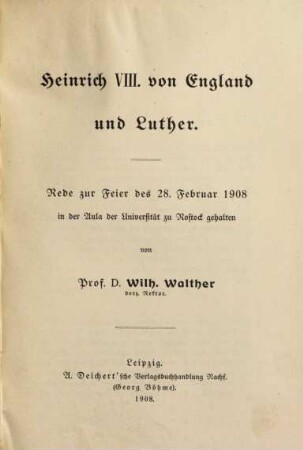 Heinrich VIII. von England
und Luther.
Rede zur Feier des 28. Februar 1908
in der Aula der Universität zu Rostock gehalten
von
Prof. D. Wilh. Walther
derz. Rektor.
Leipzig.
A. Deichert'sche Verlagsbuchhandlung Nachf.
(Georg Böhme).
1908.